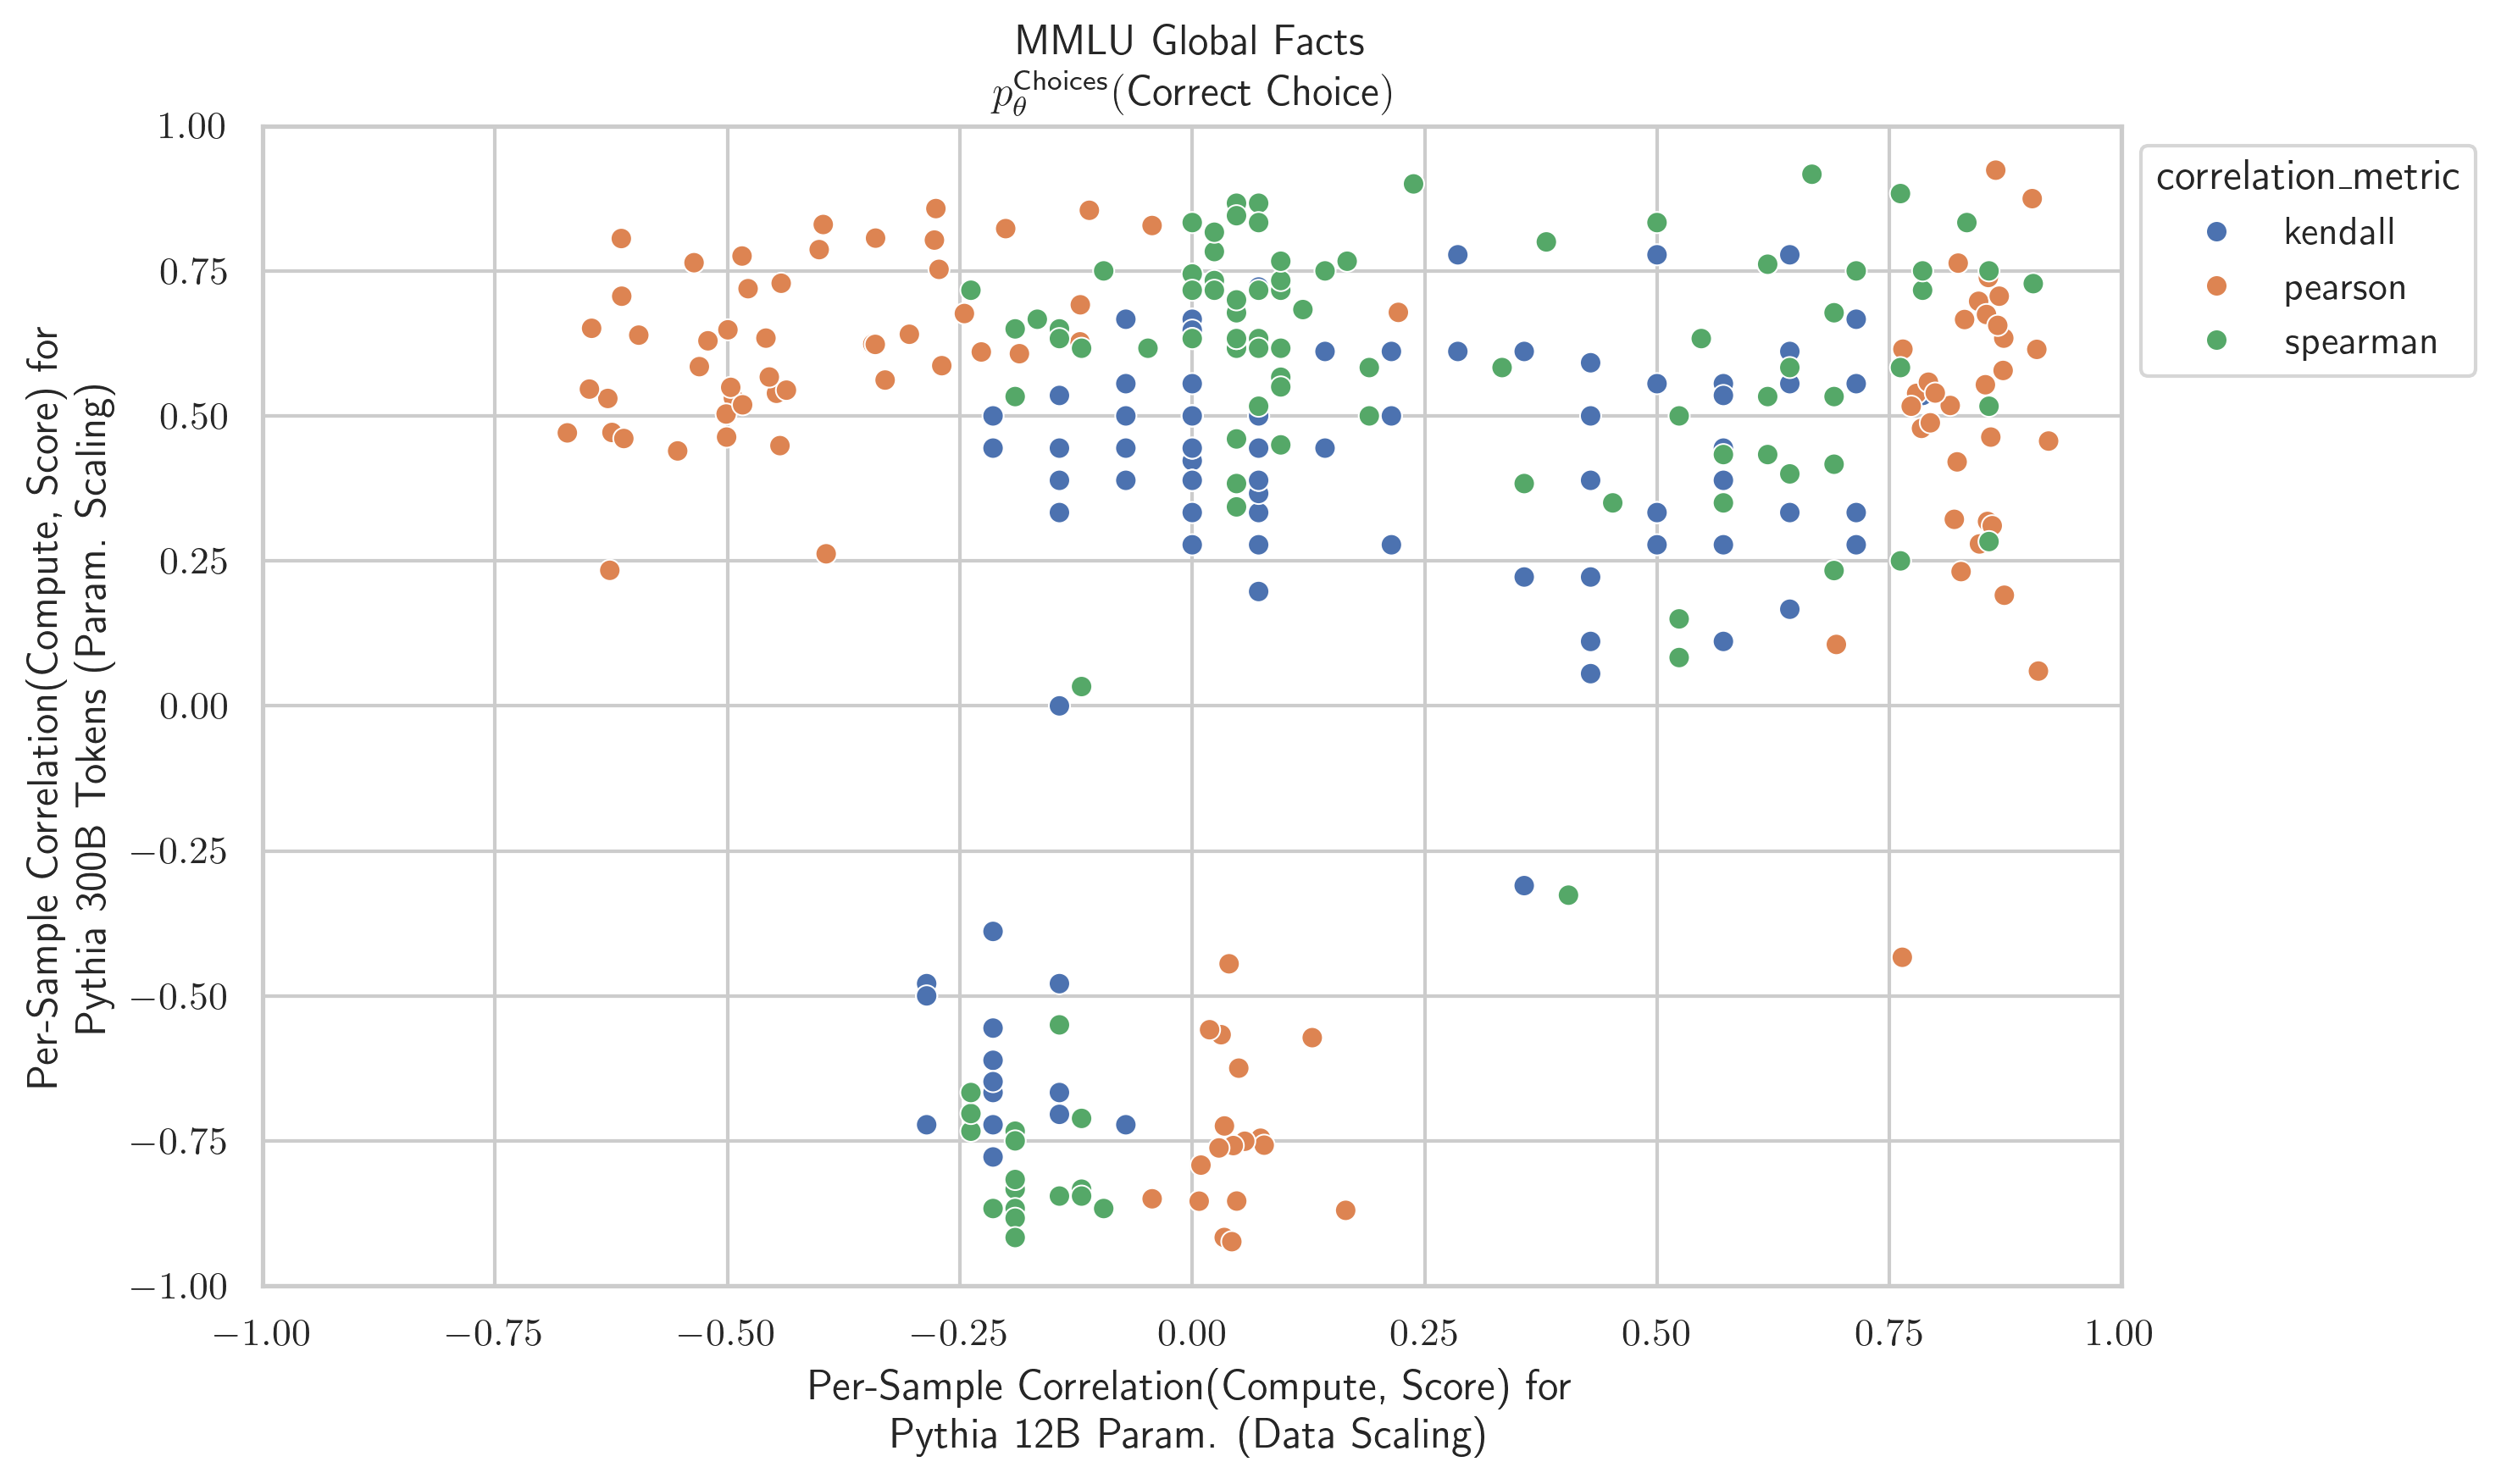 MMLU Global Facts
p_θ^Choices(Correct Choice)
1.00
0.75
0.50
0.25
0.00
−0.25
−0.50
−0.75
−1.00
Per-Sample Correlation(Compute, Score) for
Pythia 300B Tokens (Param. Scaling)
−1.00 −0.75 −0.50 −0.25 0.00 0.25 0.50 0.75 1.00
Per-Sample Correlation(Compute, Score) for
Pythia 12B Param. (Data Scaling)
correlation_metric
kendall
pearson
spearman